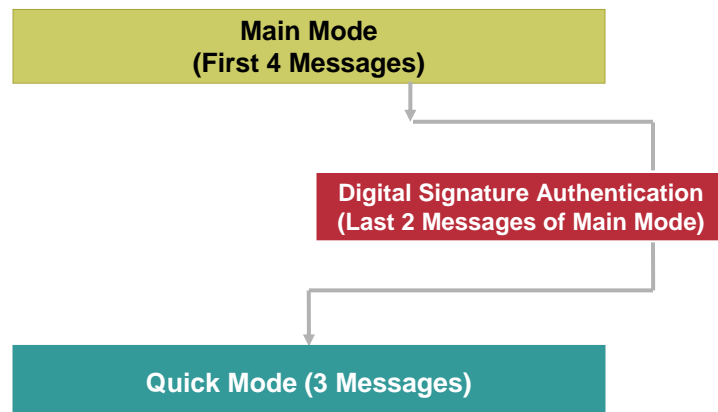 Main Mode
(First 4 Messages)
Digital Signature Authentication
(Last 2 Messages of Main Mode)
Quick Mode (3 Messages)